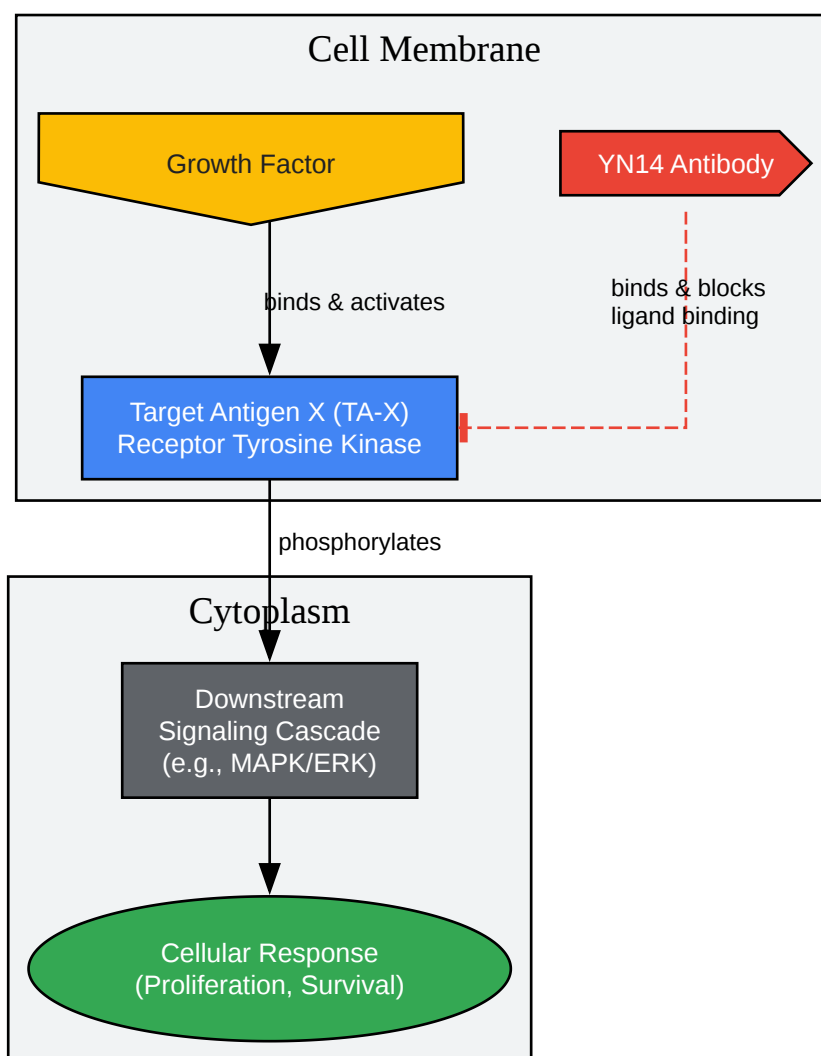 Cell Membrane
Growth Factor
YN14 Antibody
binds & activates
binds & blocks
ligand binding
Target Antigen X (TA-X)
Receptor Tyrosine Kinase
phosphorylates
Cytoplasm
Downstream
Signaling Cascade
(e.g., MAPK/ERK)
Cellular Response
(Proliferation, Survival)